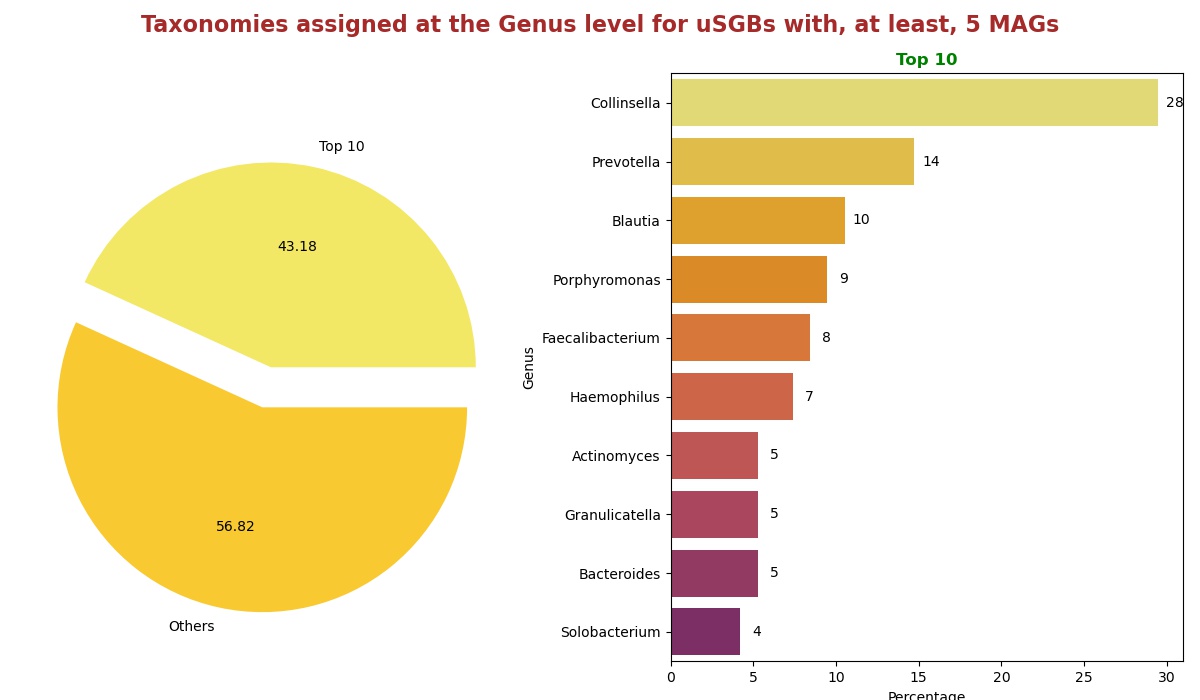 Taxonomies assigned at the Genus level for uSGBs with, at least, 5 MAGs
Top 10
43.18
56.82
Others
Top 10
Genus
Collinsella 28
Prevotella 14
Blautia 10
Porphyromonas 9
Faecalibacterium 8
Haemophilus 7
Actinomyces 5
Granulicatella 5
Bacteroides 5
Solobacterium 4
0 5 10 15 20 25 30
Percentage